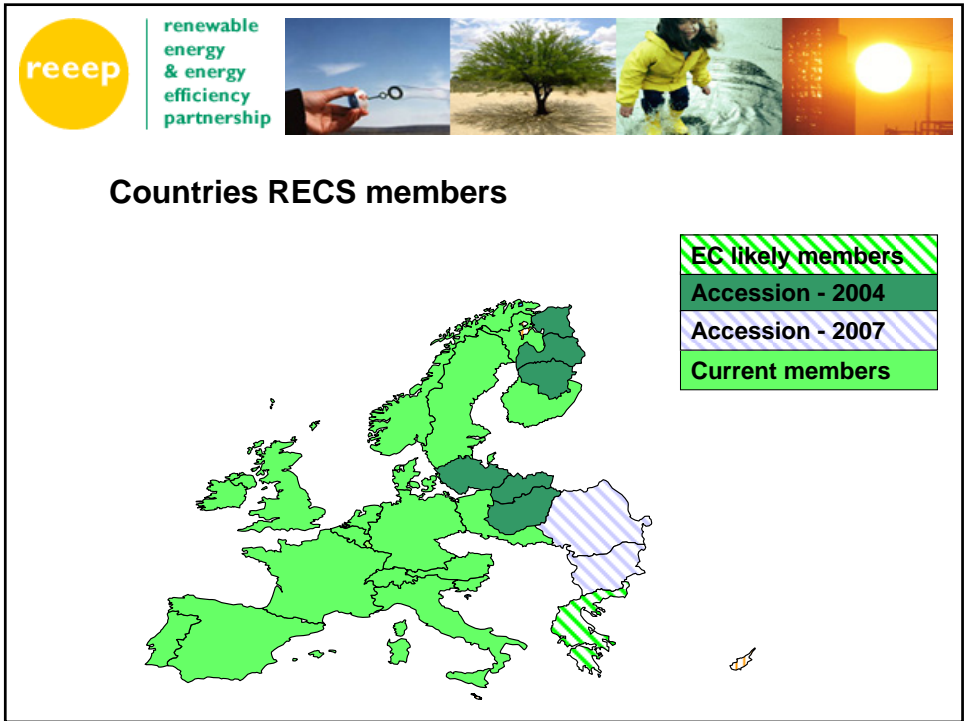 reeep
renewable
energy
& energy
efficiency
partnership
Countries RECS members
EC likely members
Accession - 2004
Accession - 2007
Current members